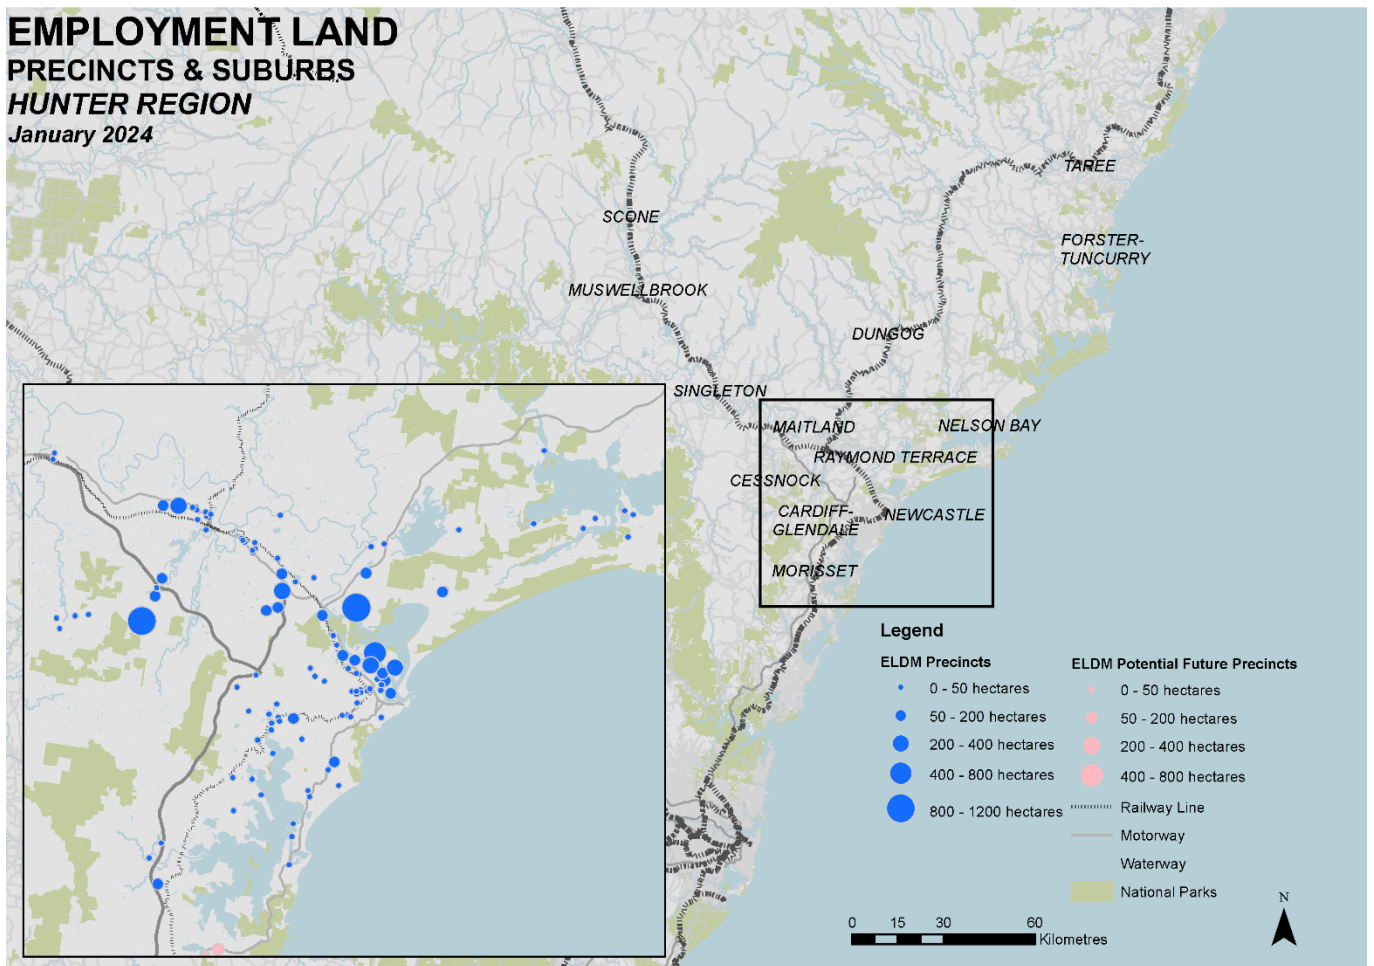 EMPLOYMENT LAND
PRECINCTS & SUBURBS
HUNTER REGION
January 2024
TAREE
SCONE
FORSTER-
TUNCURRY
MUSWELLBROOK
DUNGOG
SINGLETON
MAITLAND
NELSON BAY
RAYMOND TERRACE
CESSNOCK
CARDIFF-
GLENDALE
NEWCASTLE
MORISSET
Legend
ELDM Precincts
0 - 50 hectares
50 - 200 hectares
200 - 400 hectares
400 - 800 hectares
800 - 1200 hectares
ELDM Potential Future Precincts
0 - 50 hectares
50 - 200 hectares
200 - 400 hectares
400 - 800 hectares
Railway Line
Motorway
Waterway
National Parks
N
0 15 30 60
Kilometres